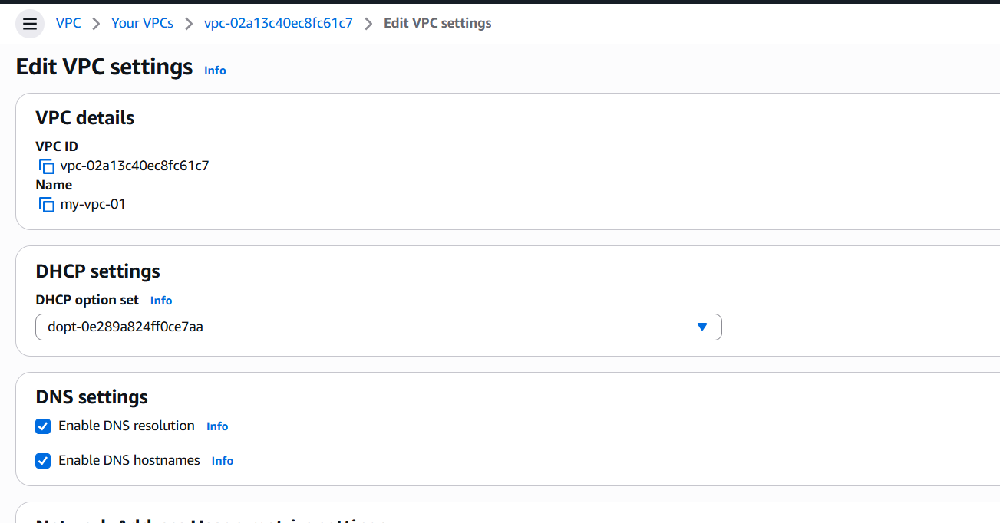 VPC > Your VPCs > vpc-02a13c40ec8fc61c7 > Edit VPC settings
Edit VPC settings Info
VPC details
VPC ID
vpc-02a13c40ec8fc61c7
Name
my-vpc-01
DHCP settings
DHCP option set Info
dopt-0e289a824ff0ce7aa
DNS settings
Enable DNS resolution Info
Enable DNS hostnames Info